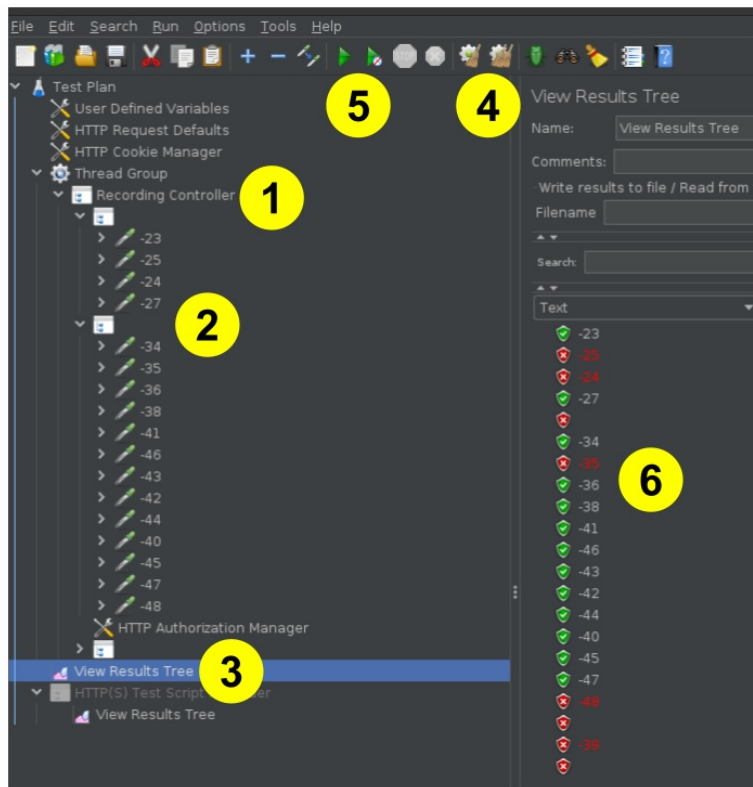 File Edit Search Run Options Tools Help
STOP
Test Plan
User Defined Variables
HTTP Request Defaults
HTTP Cookie Manager
Thread Group
Recording Controller
-23
-25
-24
-27
-34
-35
-36
-38
-41
-46
-43
-42
-44
-40
-45
-47
-48
HTTP Authorization Manager
View Results Tree
HTTP(S) Test Script
View Results Tree
1
2
3
5
4
View Results Tree
Name: View Results Tree
Comments:
Write results to file / Read from
Filename
Search:
Text
-23
-25
-24
-27
-34
-35
-36
-38
-41
-46
-43
-42
-44
-40
-45
-47
-48
-39
6